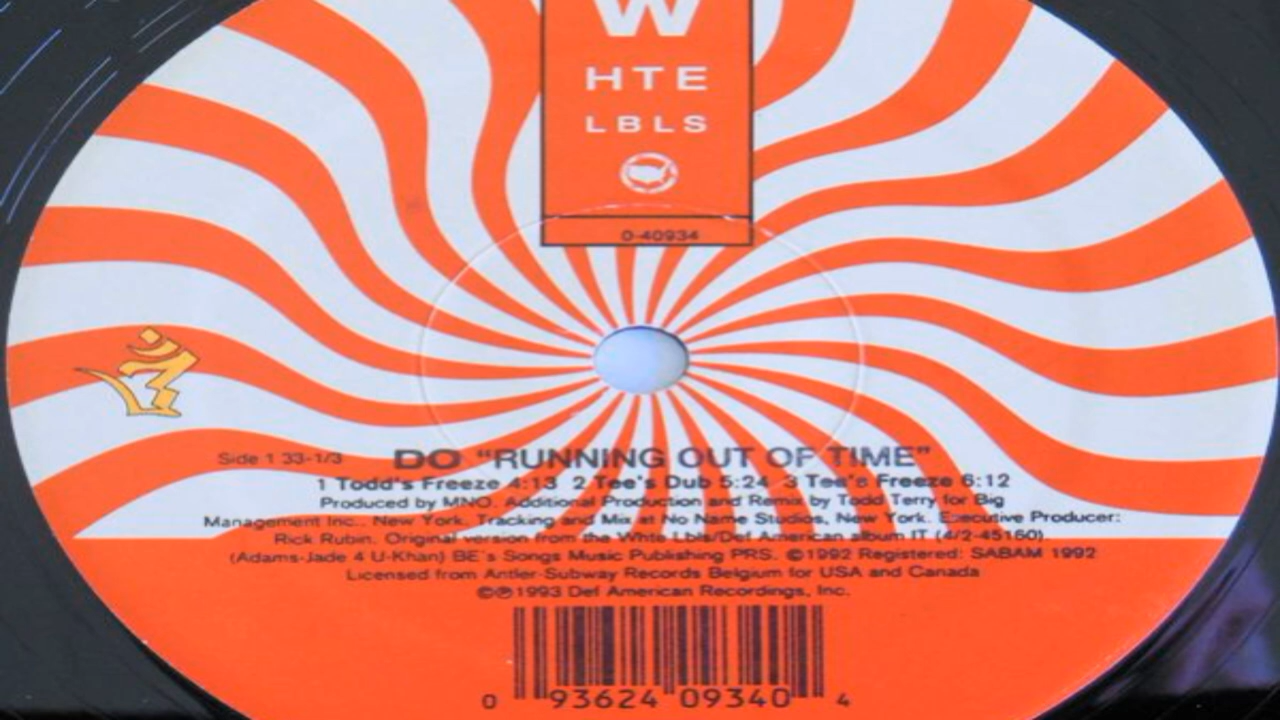 W
HTE
LBLS
0-40934
Side 1 33-1/3 DO "RUNNING OUT OF TIME"
1 Todd's Freeze 4:13 2 Tee's Dub 5:24 3 Tee's Freeze 6:12
Produced by MNO. Additional Production and Remix by Todd Terry for Big
Management Inc., New York. Tracking and Mix at No Name Studios, New York. Executive Producer:
Rick Rubin. Original version from the Whte Lbls/Def American album IT (4/2-45160)
(Adams-Jade 4 U-Khan) BE's Songs Music Publishing PRS. ©1992 Registered: SABAM 1992
Licensed from Antler-Subway Records Belgium for USA and Canada
©℗1993 Def American Recordings, Inc.
0 93624 09340 4